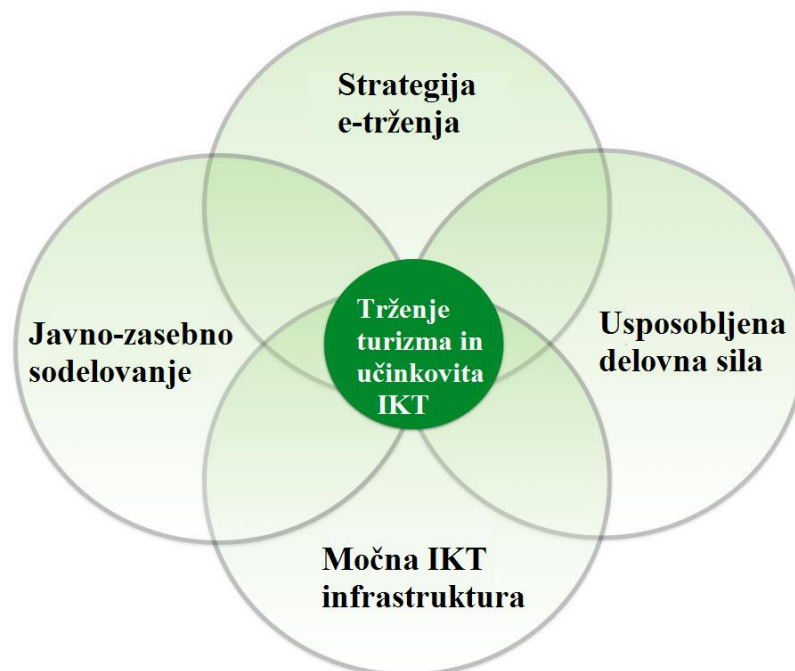 Strategija
e-trženja
Javno-zasebno
sodelovanje
Trženje
turizma in
učinkovita
IKT
Usposobljena
delovna sila
Močna IKT
infrastruktura